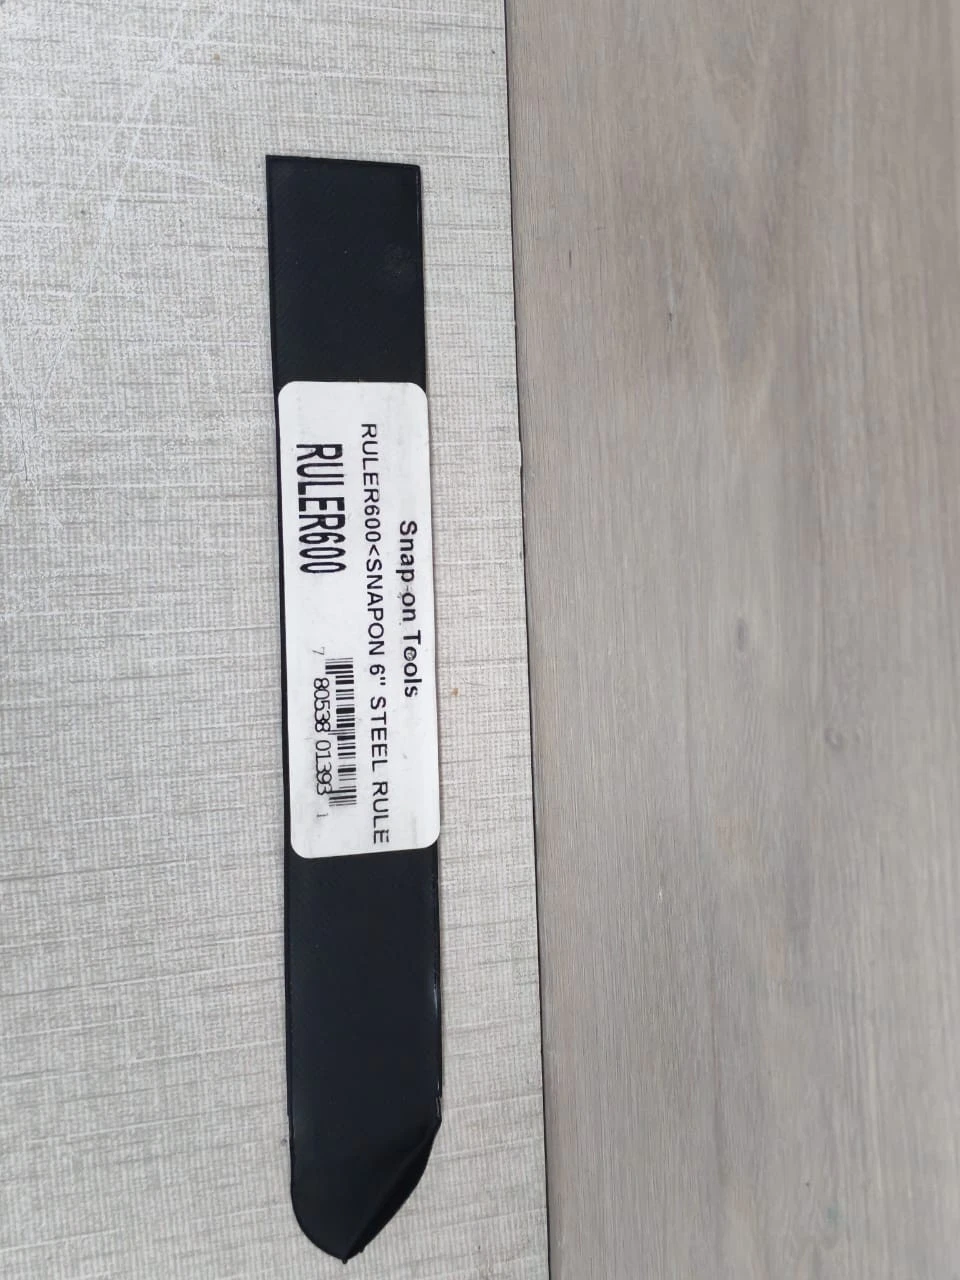 Snap-on Tools
RULER600<SNAPON 6" STEEL RULE
RULER600
7 80538 01393 1